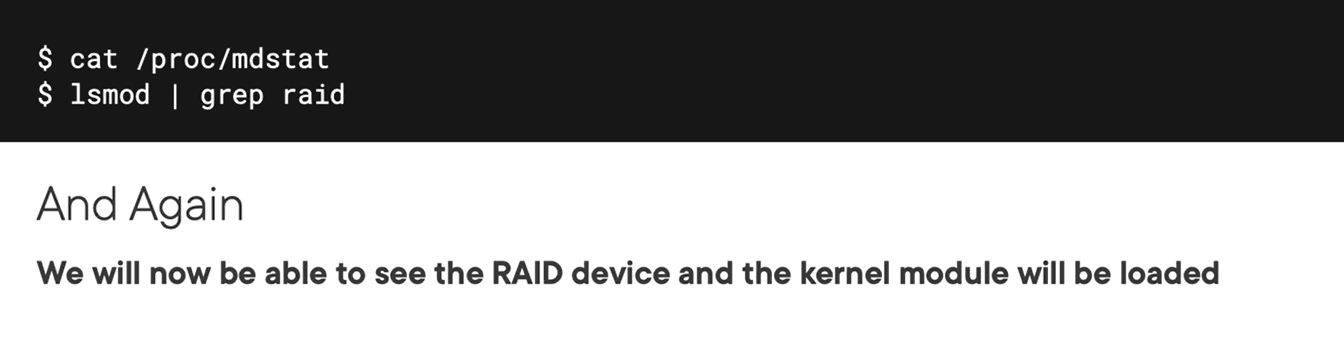 $ cat /proc/mdstat
$ lsmod | grep raid
And Again
We will now be able to see the RAID device and the kernel module will be loaded